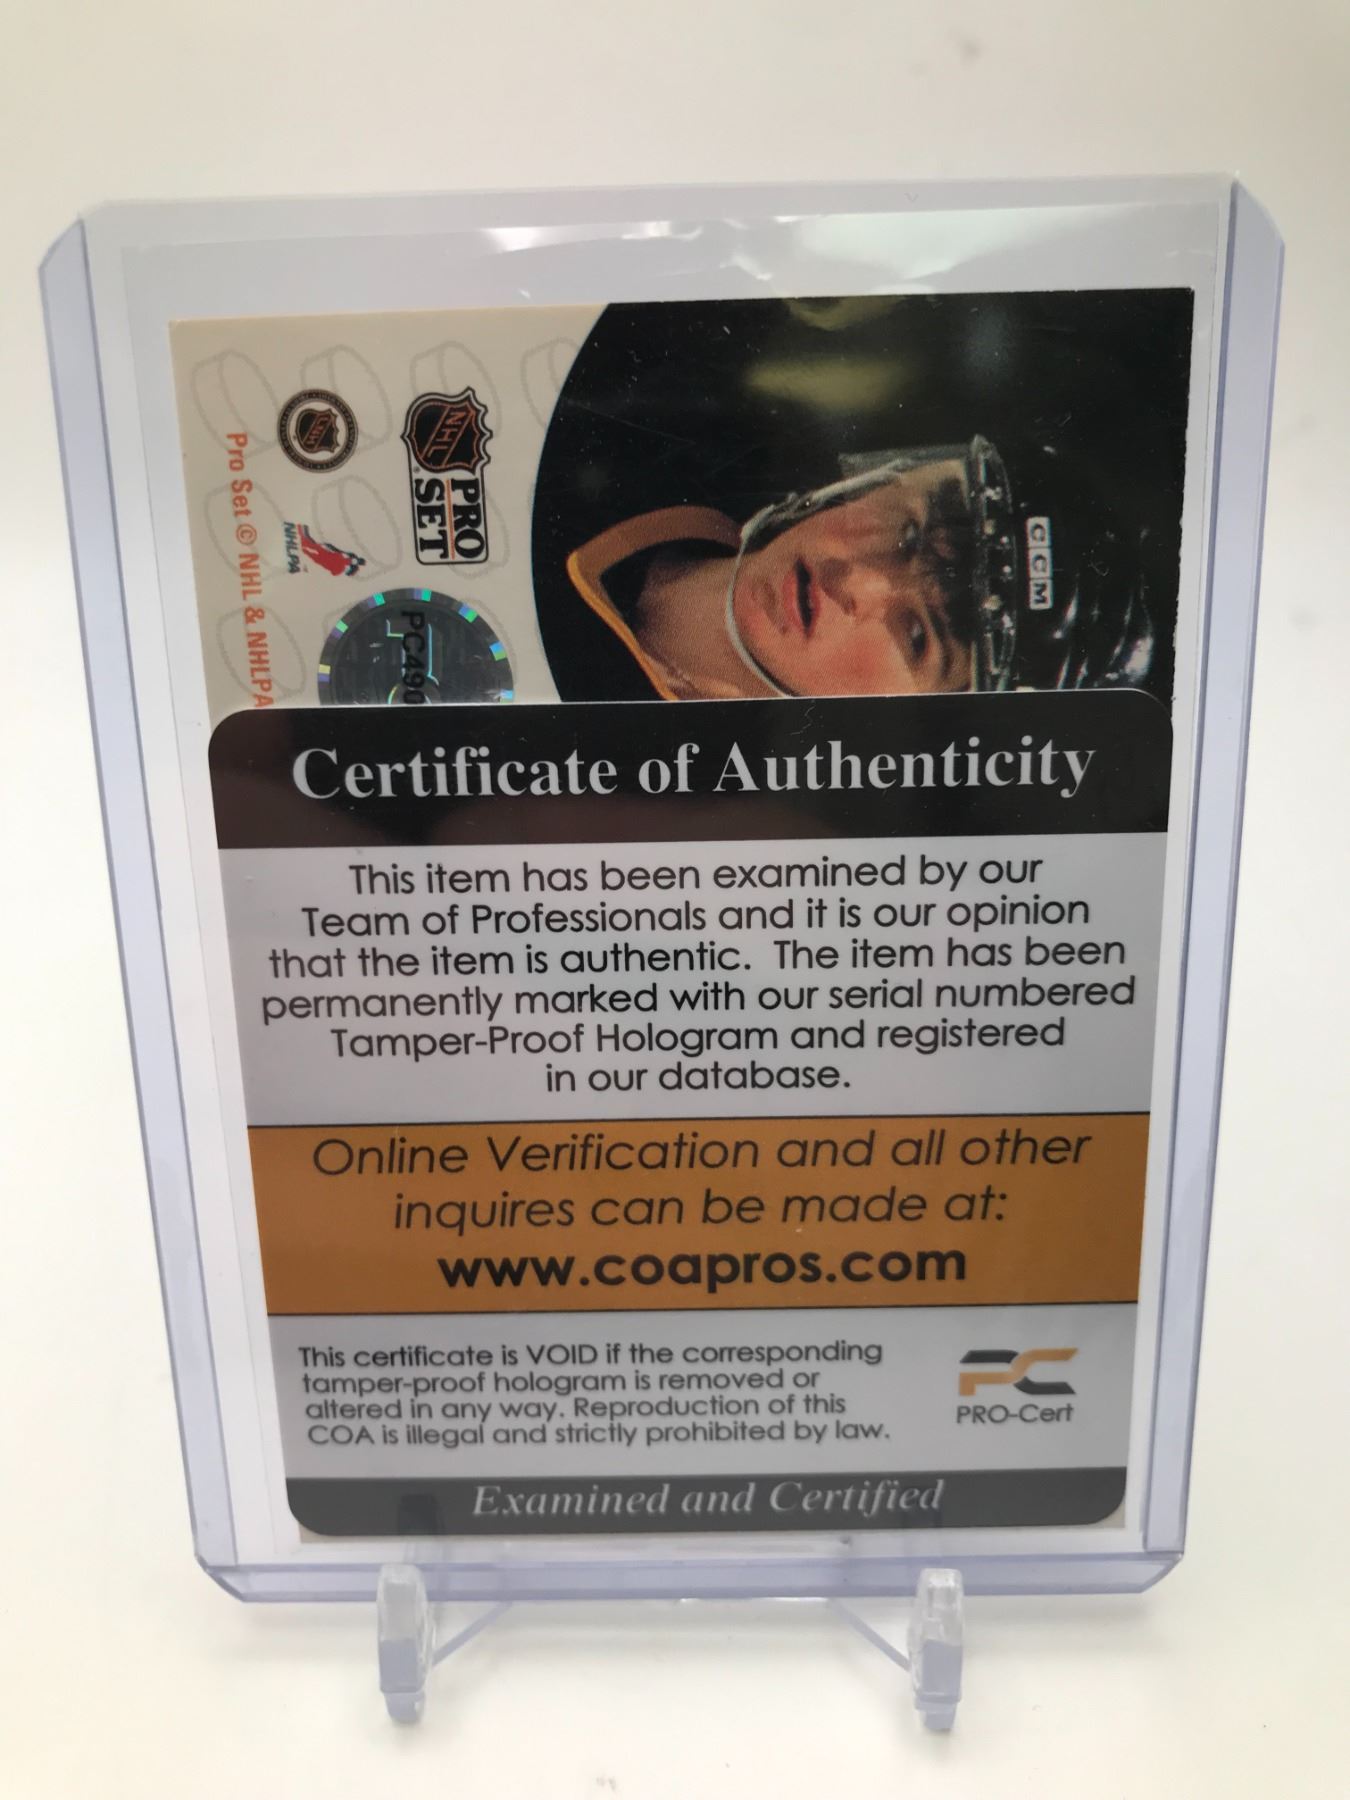 Pro Set © NHL & NHLPA
NHL
NHLPA
NHL
PRO
SET
PC490
CCM
Certificate of Authenticity
This item has been examined by our
Team of Professionals and it is our opinion
that the item is authentic. The item has been
permanently marked with our serial numbered
Tamper-Proof Hologram and registered
in our database.
Online Verification and all other
inquires can be made at:
www.coapros.com
This certificate is VOID if the corresponding
tamper-proof hologram is removed or
altered in any way. Reproduction of this
COA is illegal and strictly prohibited by law.
PC
PRO-Cert
Examined and Certified